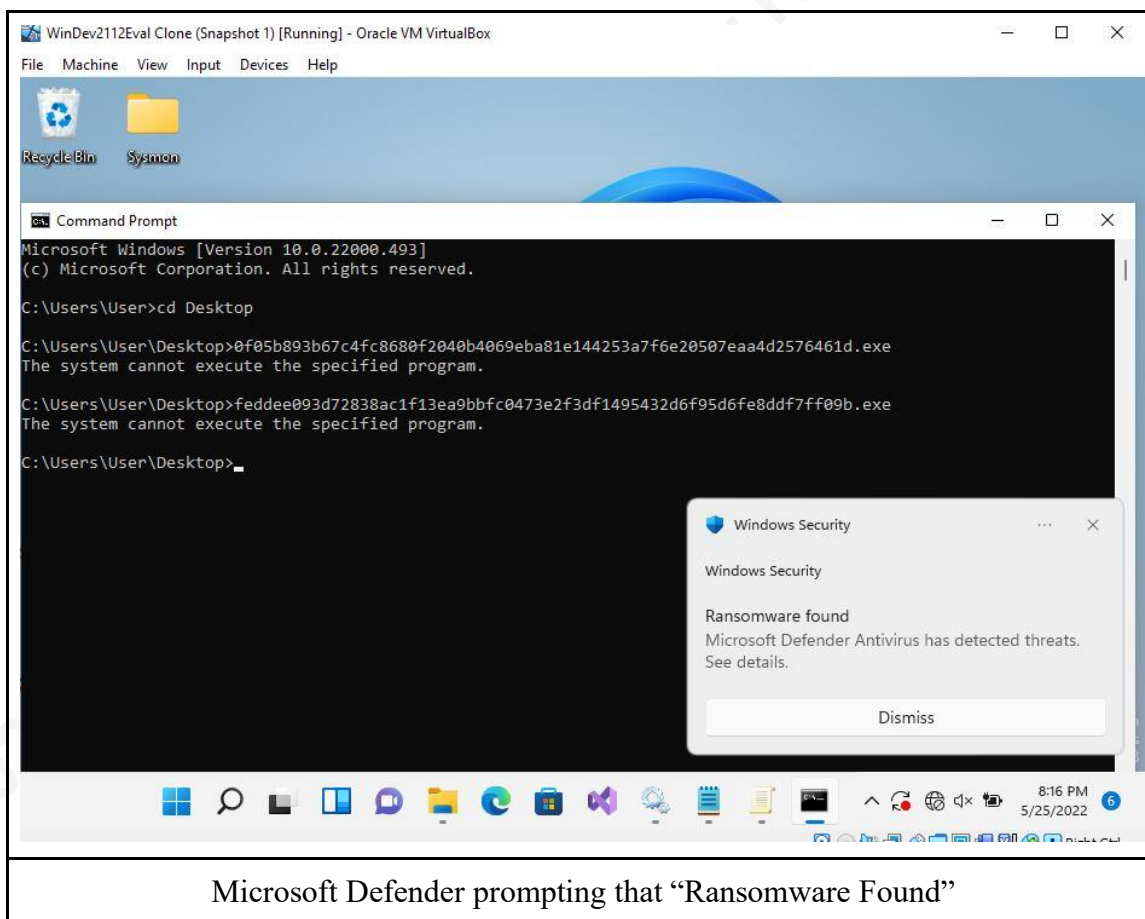 WinDev2112Eval Clone (Snapshot 1) [Running] - Oracle VM VirtualBox
File Machine View Input Devices Help
Recycle Bin Sysmon
Command Prompt
Microsoft Windows [Version 10.0.22000.493]
(c) Microsoft Corporation. All rights reserved.
C:\Users\User>cd Desktop
C:\Users\User\Desktop>0f05b893b67c4fc8680f2040b4069eba81e144253a7f6e20507eaa4d2576461d.exe
The system cannot execute the specified program.
C:\Users\User\Desktop>feddee093d72838ac1f13ea9bbfc0473e2f3df1495432d6f95d6fe8ddf7ff09b.exe
The system cannot execute the specified program.
C:\Users\User\Desktop>
Windows Security
Windows Security
Ransomware found
Microsoft Defender Antivirus has detected threats.
See details.
Dismiss
8:16 PM
5/25/2022
6
Microsoft Defender prompting that “Ransomware Found”